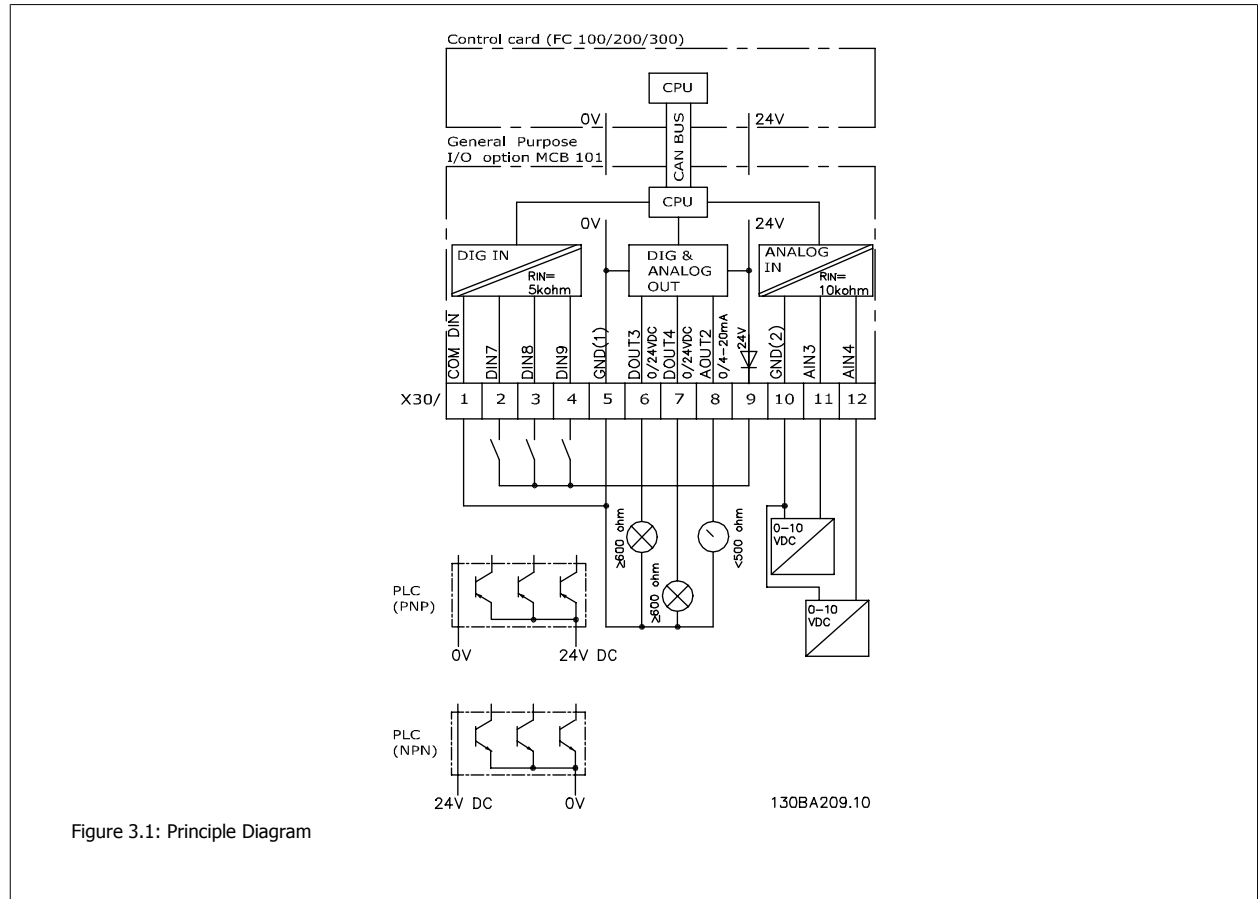 Control card (FC 100/200/300)
CPU
0V
24V
CAN BUS
General Purpose
I/O option MCB 101
CPU
0V
24V
DIG IN
RIN=
5kohm
DIG &
ANALOG
OUT
ANALOG
IN
RIN=
10kohm
COM DIN
DIN7
DIN8
DIN9
GND(1)
DOUT3
0/24VDC
DOUT4
0/24VDC
AOUT2
0/4-20mA
24V
GND(2)
AIN3
AIN4
X30/ 1 2 3 4 5 6 7 8 9 10 11 12
≥600 ohm
≥600 ohm
<500 ohm
0-10
VDC
0-10
VDC
PLC
(PNP)
0V 24V DC
PLC
(NPN)
24V DC 0V
130BA209.10
Figure 3.1: Principle Diagram